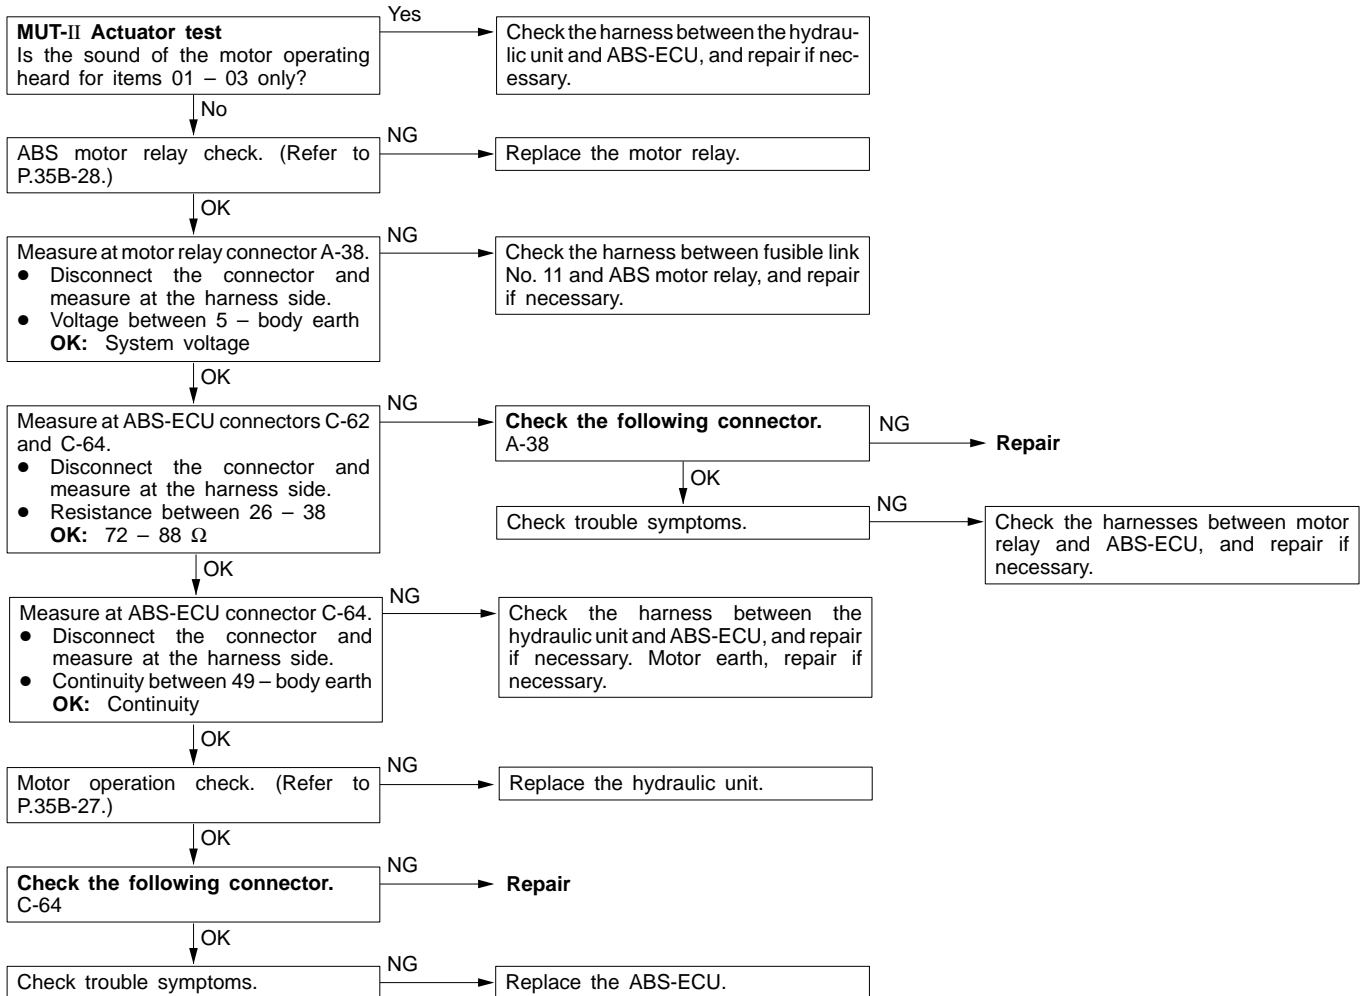 MUT-II Actuator test
Is the sound of the motor operating
heard for items 01 – 03 only?
Yes
Check the harness between the hydrau-
lic unit and ABS-ECU, and repair if nec-
essary.
No
ABS motor relay check. (Refer to
P.35B-28.)
NG
Replace the motor relay.
OK
Measure at motor relay connector A-38.
● Disconnect the connector and
measure at the harness side.
● Voltage between 5 – body earth
OK: System voltage
NG
Check the harness between fusible link
No. 11 and ABS motor relay, and repair
if necessary.
OK
Measure at ABS-ECU connectors C-62
and C-64.
● Disconnect the connector and
measure at the harness side.
● Resistance between 26 – 38
OK: 72 – 88 Ω
NG
Check the following connector.
A-38
NG
Repair
OK
Check trouble symptoms.
NG
Check the harnesses between motor
relay and ABS-ECU, and repair if
necessary.
OK
Measure at ABS-ECU connector C-64.
● Disconnect the connector and
measure at the harness side.
● Continuity between 49 – body earth
OK: Continuity
NG
Check the harness between the
hydraulic unit and ABS-ECU, and repair
if necessary. Motor earth, repair if
necessary.
OK
Motor operation check. (Refer to
P.35B-27.)
NG
Replace the hydraulic unit.
OK
Check the following connector.
C-64
NG
Repair
OK
Check trouble symptoms.
NG
Replace the ABS-ECU.